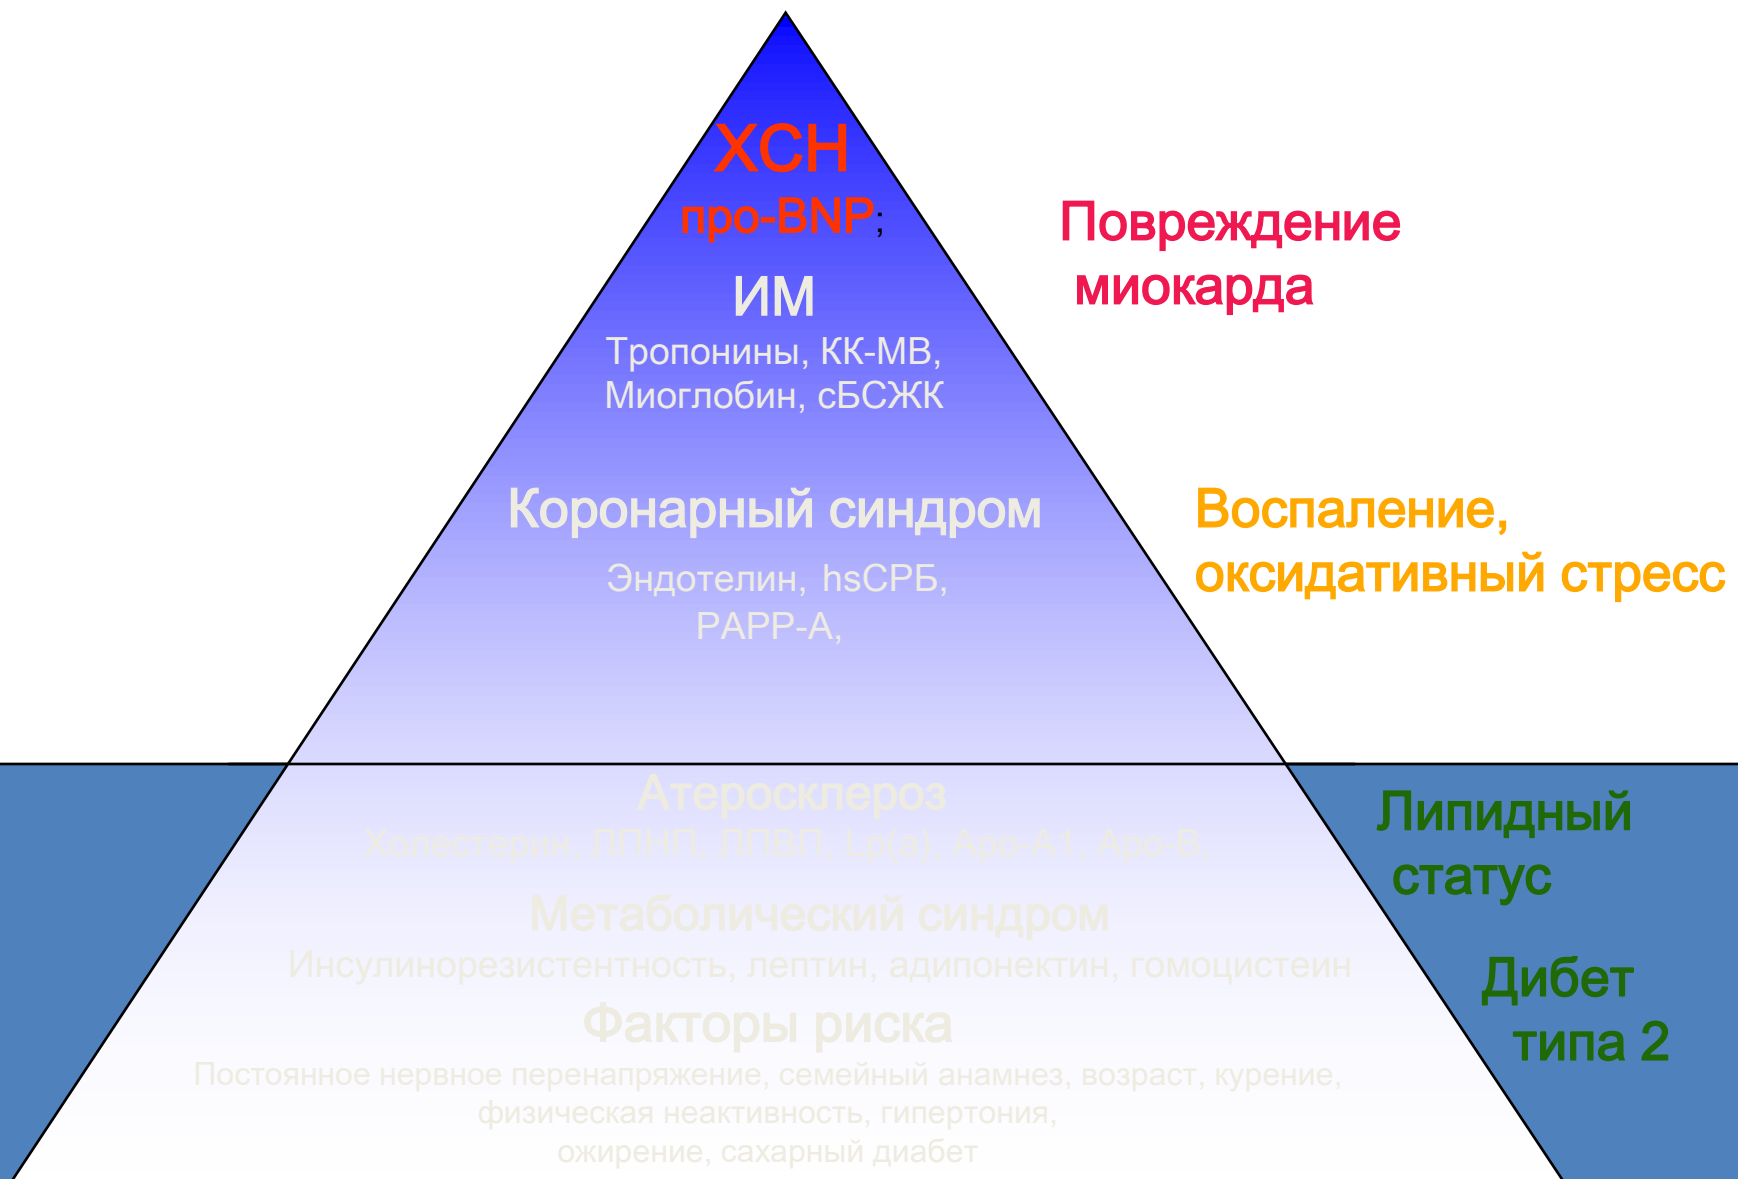 ХСН
про-BNP;
ИМ
Тропонины, КК-МВ,
Миоглобин, сБСЖК
Повреждение
миокарда
Коронарный синдром
Эндотелин, hsСРБ,
РАРР-А,
Воспаление,
оксидативный стресс
Атеросклероз
Холестерин, ЛПНП, ЛПВП, Lp(a), Apo-A1, Apo-B,
Липидный
статус
Метаболический синдром
Инсулинорезистентность, лептин, адипонектин, гомоцистеин
Дибет
типа 2
Факторы риска
Постоянное нервное перенапряжение, семейный анамнез, возраст, курение,
физическая неактивность, гипертония,
ожирение, сахарный диабет